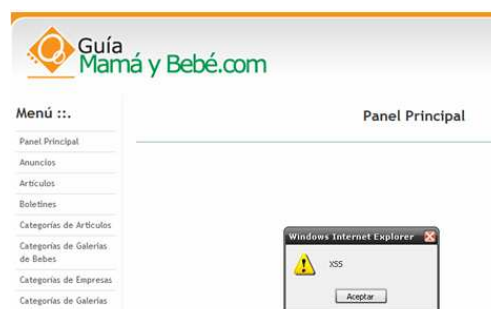 Guía
Mamá y Bebé.com
Menú ::.
Panel Principal
Panel Principal
Anuncios
Artículos
Boletines
Categorías de Artículos
Categorías de Galerías
de Bebes
Categorías de Empresas
Categorías de Galerías
Windows Internet Explorer
XSS
Aceptar